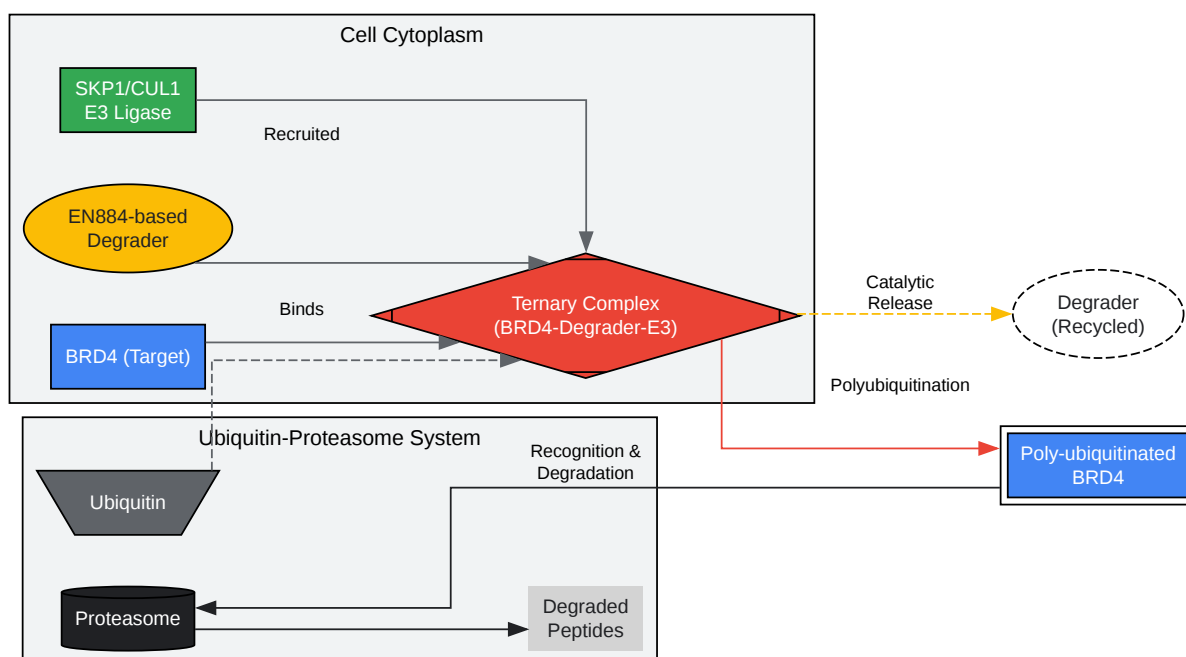 Cell Cytoplasm
SKP1/CUL1
E3 Ligase
Recruited
EN884-based
Degrader
Binds
BRD4 (Target)
Ternary Complex
(BRD4-Degrader-E3)
Catalytic
Release
Degrader
(Recycled)
Polyubiquitination
Ubiquitin-Proteasome System
Recognition &
Degradation
Poly-ubiquitinated
BRD4
Ubiquitin
Proteasome
Degraded
Peptides